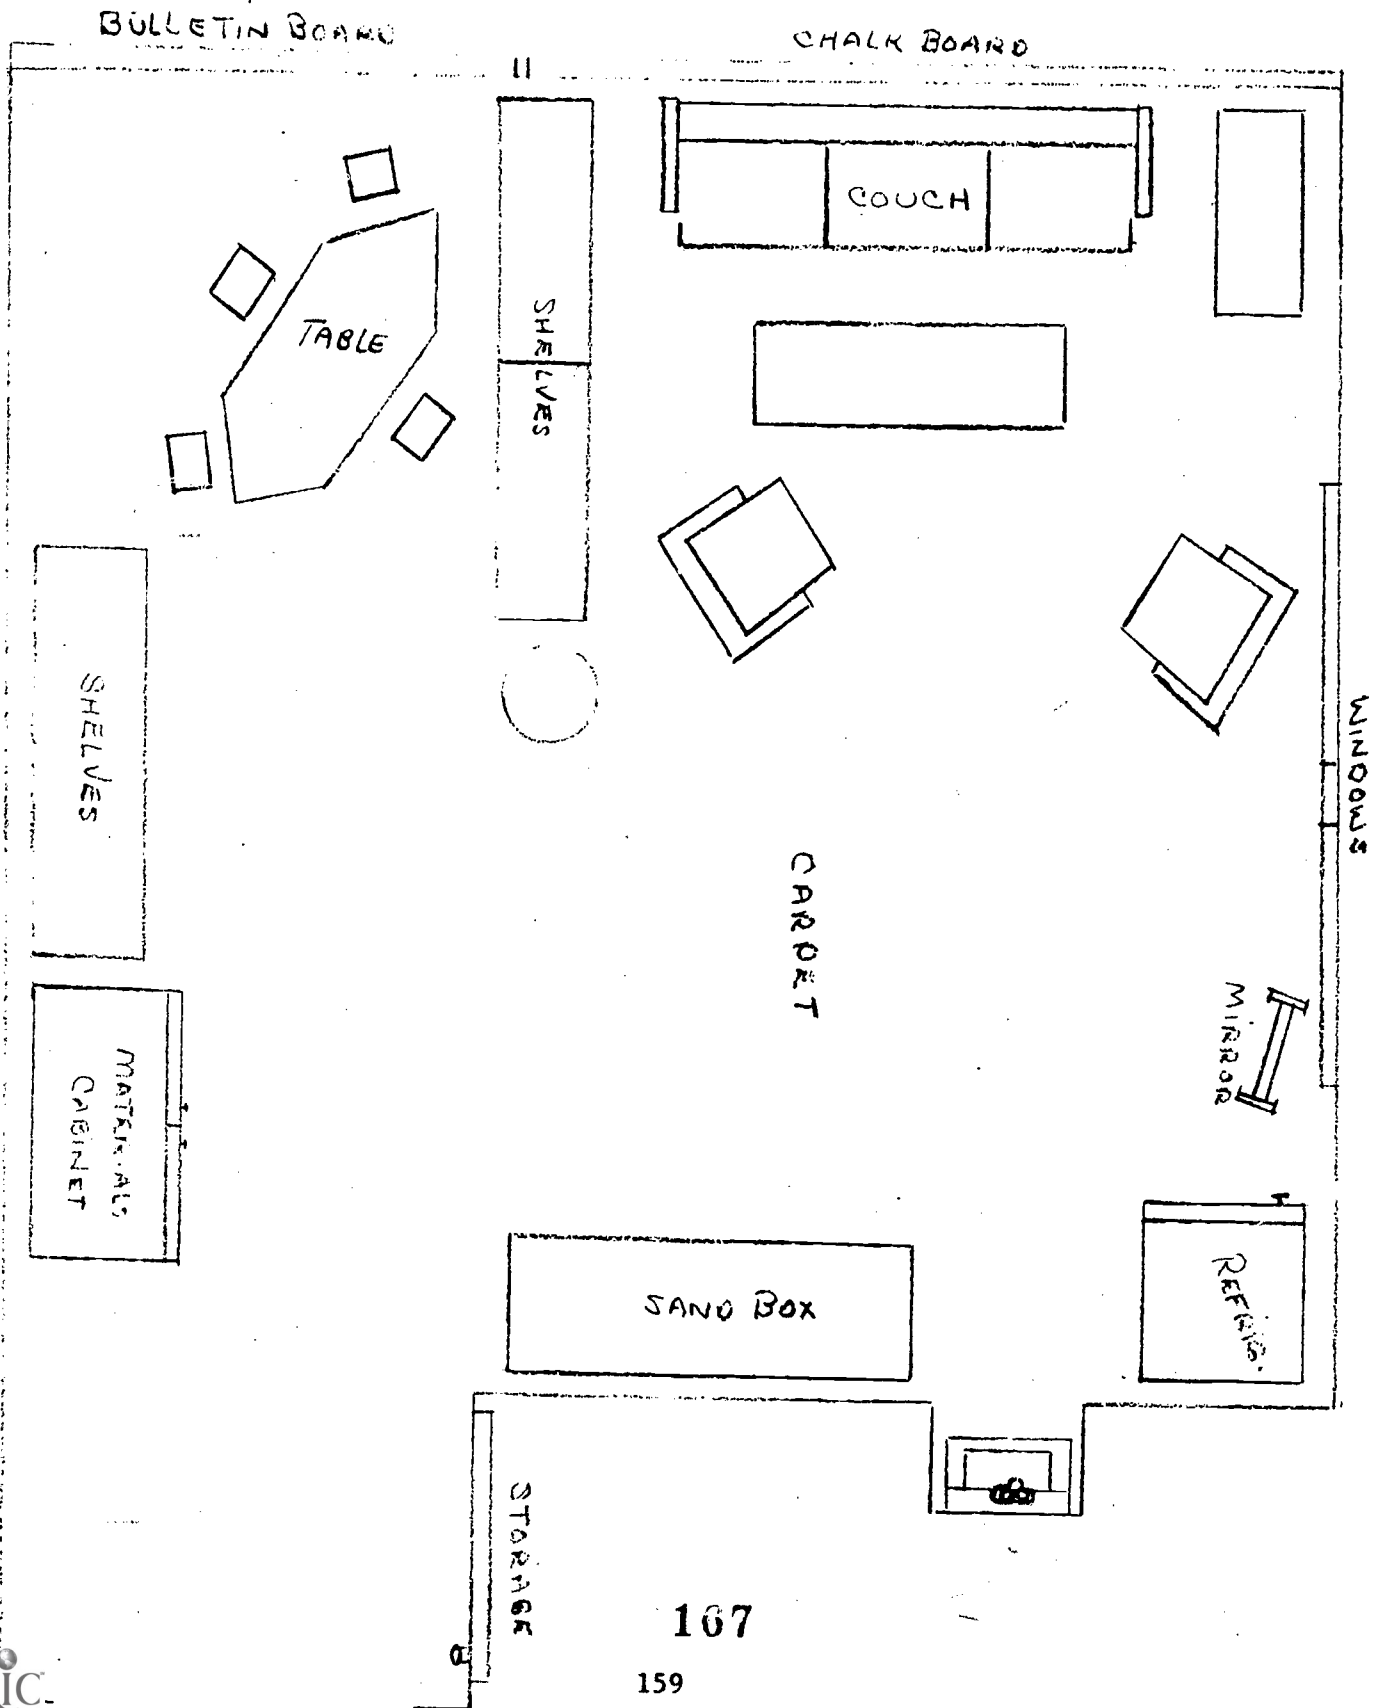 BULLETIN BOARD
CHALK BOARD
COUCH
TABLE
SHELVES
SHELVES
WINDOWS
CARPET
MIRROR
MATERIALS
CABINET
REFRIG.
SAND BOX
STORAGE
167
159
IC